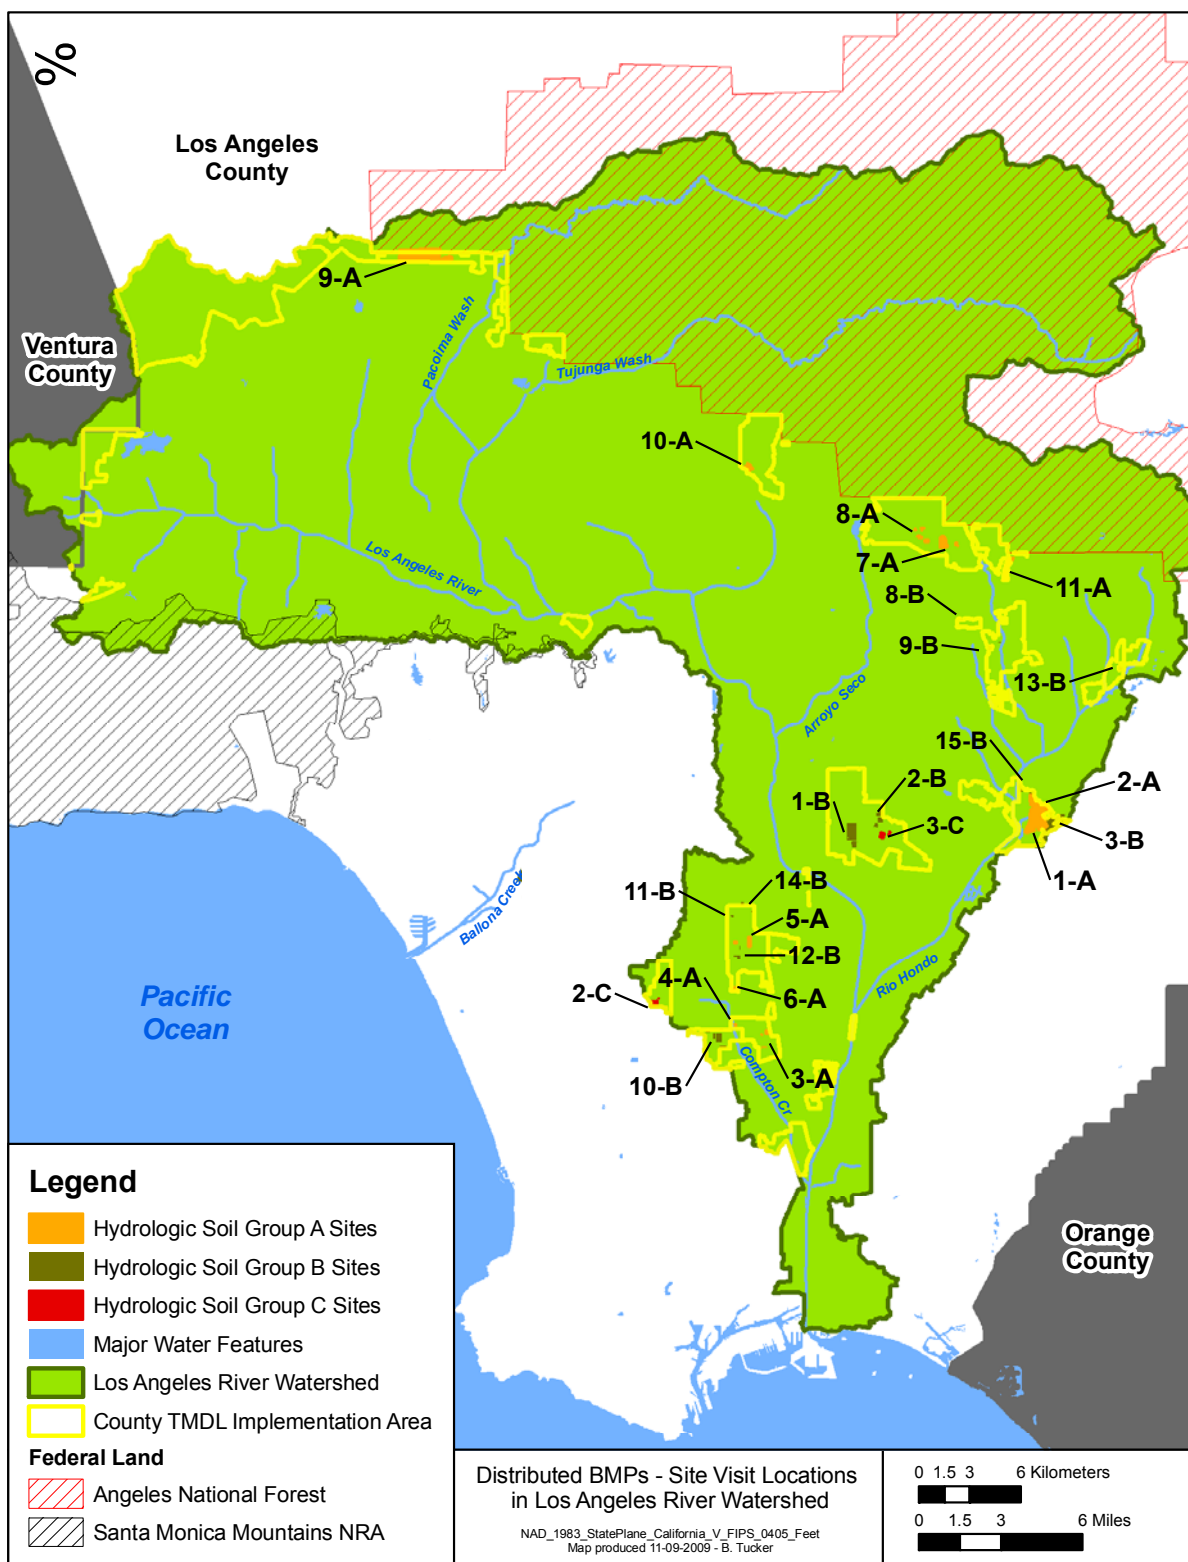 %
Los Angeles
County
9-A
Ventura
County
Pacoima Wash
Tujunga Wash
10-A
8-A
7-A
11-A
Los Angeles River
8-B
9-B
13-B
Arroyo Seco
15-B
2-B
2-A
1-B
3-C
3-B
1-A
14-B
11-B
5-A
Ballona Creek
12-B
4-A
Rio Hondo
2-C
6-A
Pacific
Ocean
Compton Cr
3-A
10-B
Orange
County
Legend
Hydrologic Soil Group A Sites
Hydrologic Soil Group B Sites
Hydrologic Soil Group C Sites
Major Water Features
Los Angeles River Watershed
County TMDL Implementation Area
Federal Land
Angeles National Forest
Santa Monica Mountains NRA
Distributed BMPs - Site Visit Locations
in Los Angeles River Watershed
NAD_1983_StatePlane_California_V_FIPS_0405_Feet
Map produced 11-09-2009 - B. Tucker
0 1.5 3 6 Kilometers
0 1.5 3 6 Miles